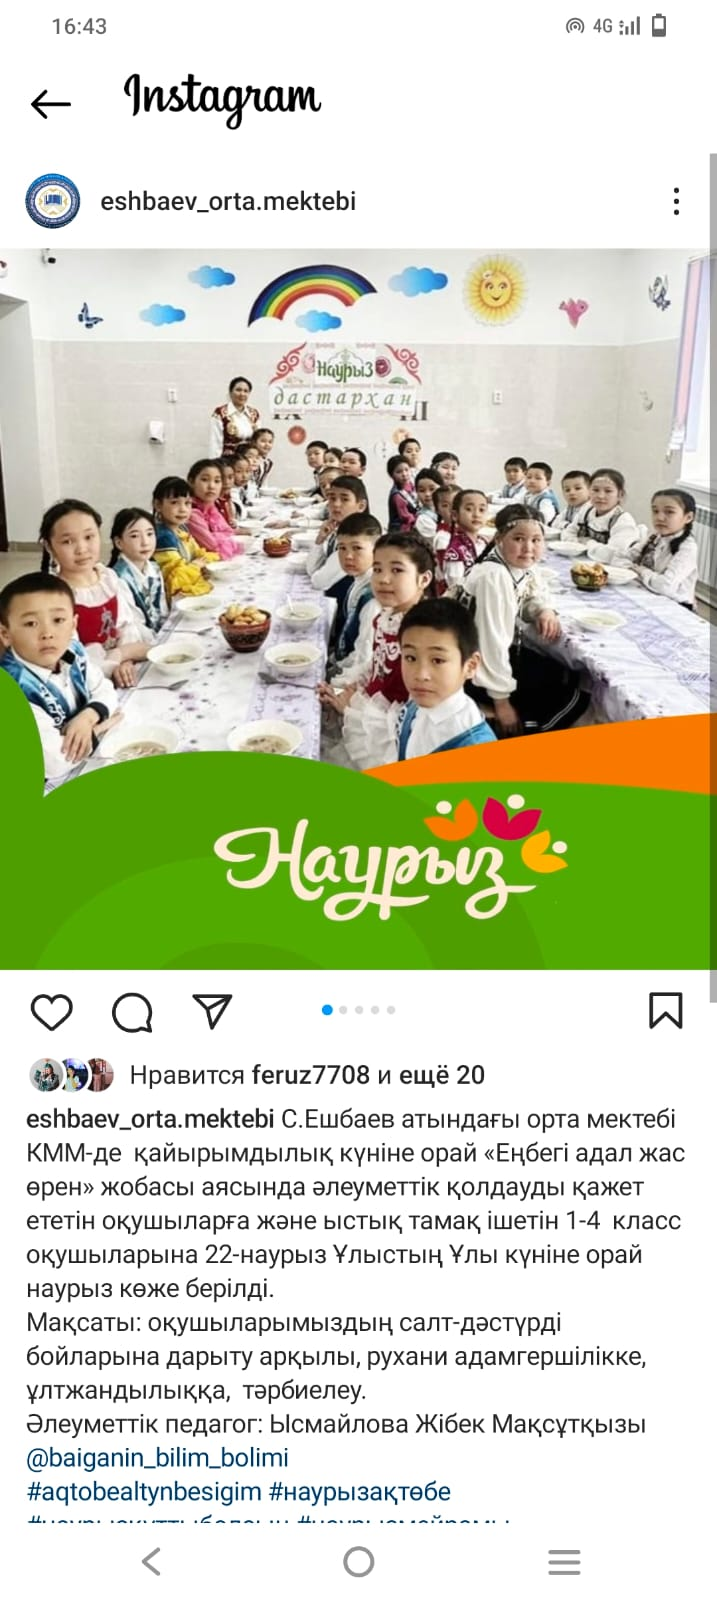 16:43
4G
Instagram
eshbaev_orta.mektebi
Наурыз
дастархан
Наурыз
Нравится feruz7708 и ещё 20
eshbaev_orta.mektebi С.Ешбаев атындағы орта мектебі
КММ-де қайырымдылық күніне орай «Еңбегі адал жас
өрен» жобасы аясында әлеуметтік қолдауды қажет
ететін оқушыларға және ыстық тамақ ішетін 1-4 класс
оқушыларына 22-наурыз Ұлыстың Ұлы күніне орай
наурыз көже берілді.
Мақсаты: оқушыларымыздың салт-дәстүрді
бойларына дарыту арқылы, рухани адамгершілікке,
ұлтжандылыққа, тәрбиелеу.
Әлеуметтік педагог: Ысмайлова Жібек Мақсұтқызы
@baiganin_bilim_bolimi
#aqtobealtynbesigim #наурызақтөбе